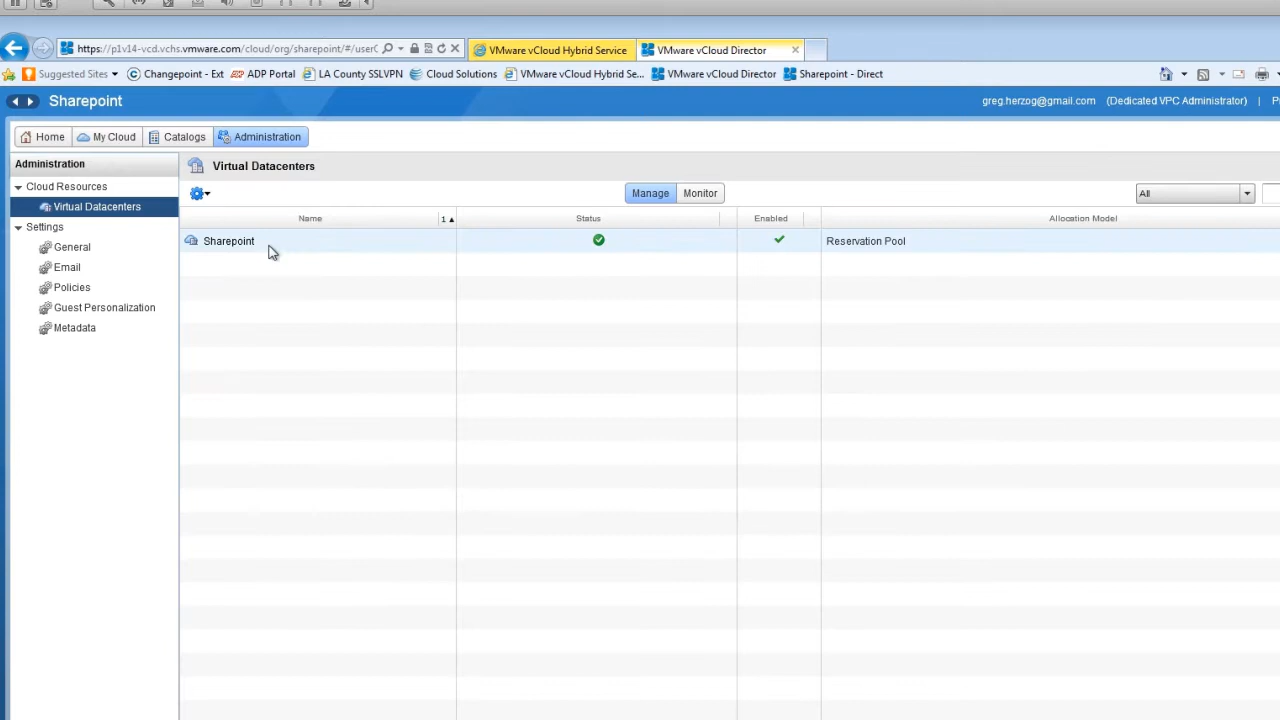 https://p1v14-vcd.vchs.vmware.com/cloud/org/sharepoint/#/userC
VMware vCloud Hybrid Service
VMware vCloud Director
Suggested Sites
Changepoint - Ext
ADP Portal
LA County SSLVPN
Cloud Solutions
VMware vCloud Hybrid Se...
VMware vCloud Director
Sharepoint - Direct
Sharepoint
greg.herzog@gmail.com (Dedicated VPC Administrator) |
Home
My Cloud
Catalogs
Administration
Administration
Virtual Datacenters
Cloud Resources
Virtual Datacenters
Manage
Monitor
All
Settings
General
Email
Policies
Guest Personalization
Metadata
Name
1
Status
Enabled
Allocation Model
Sharepoint
Reservation Pool